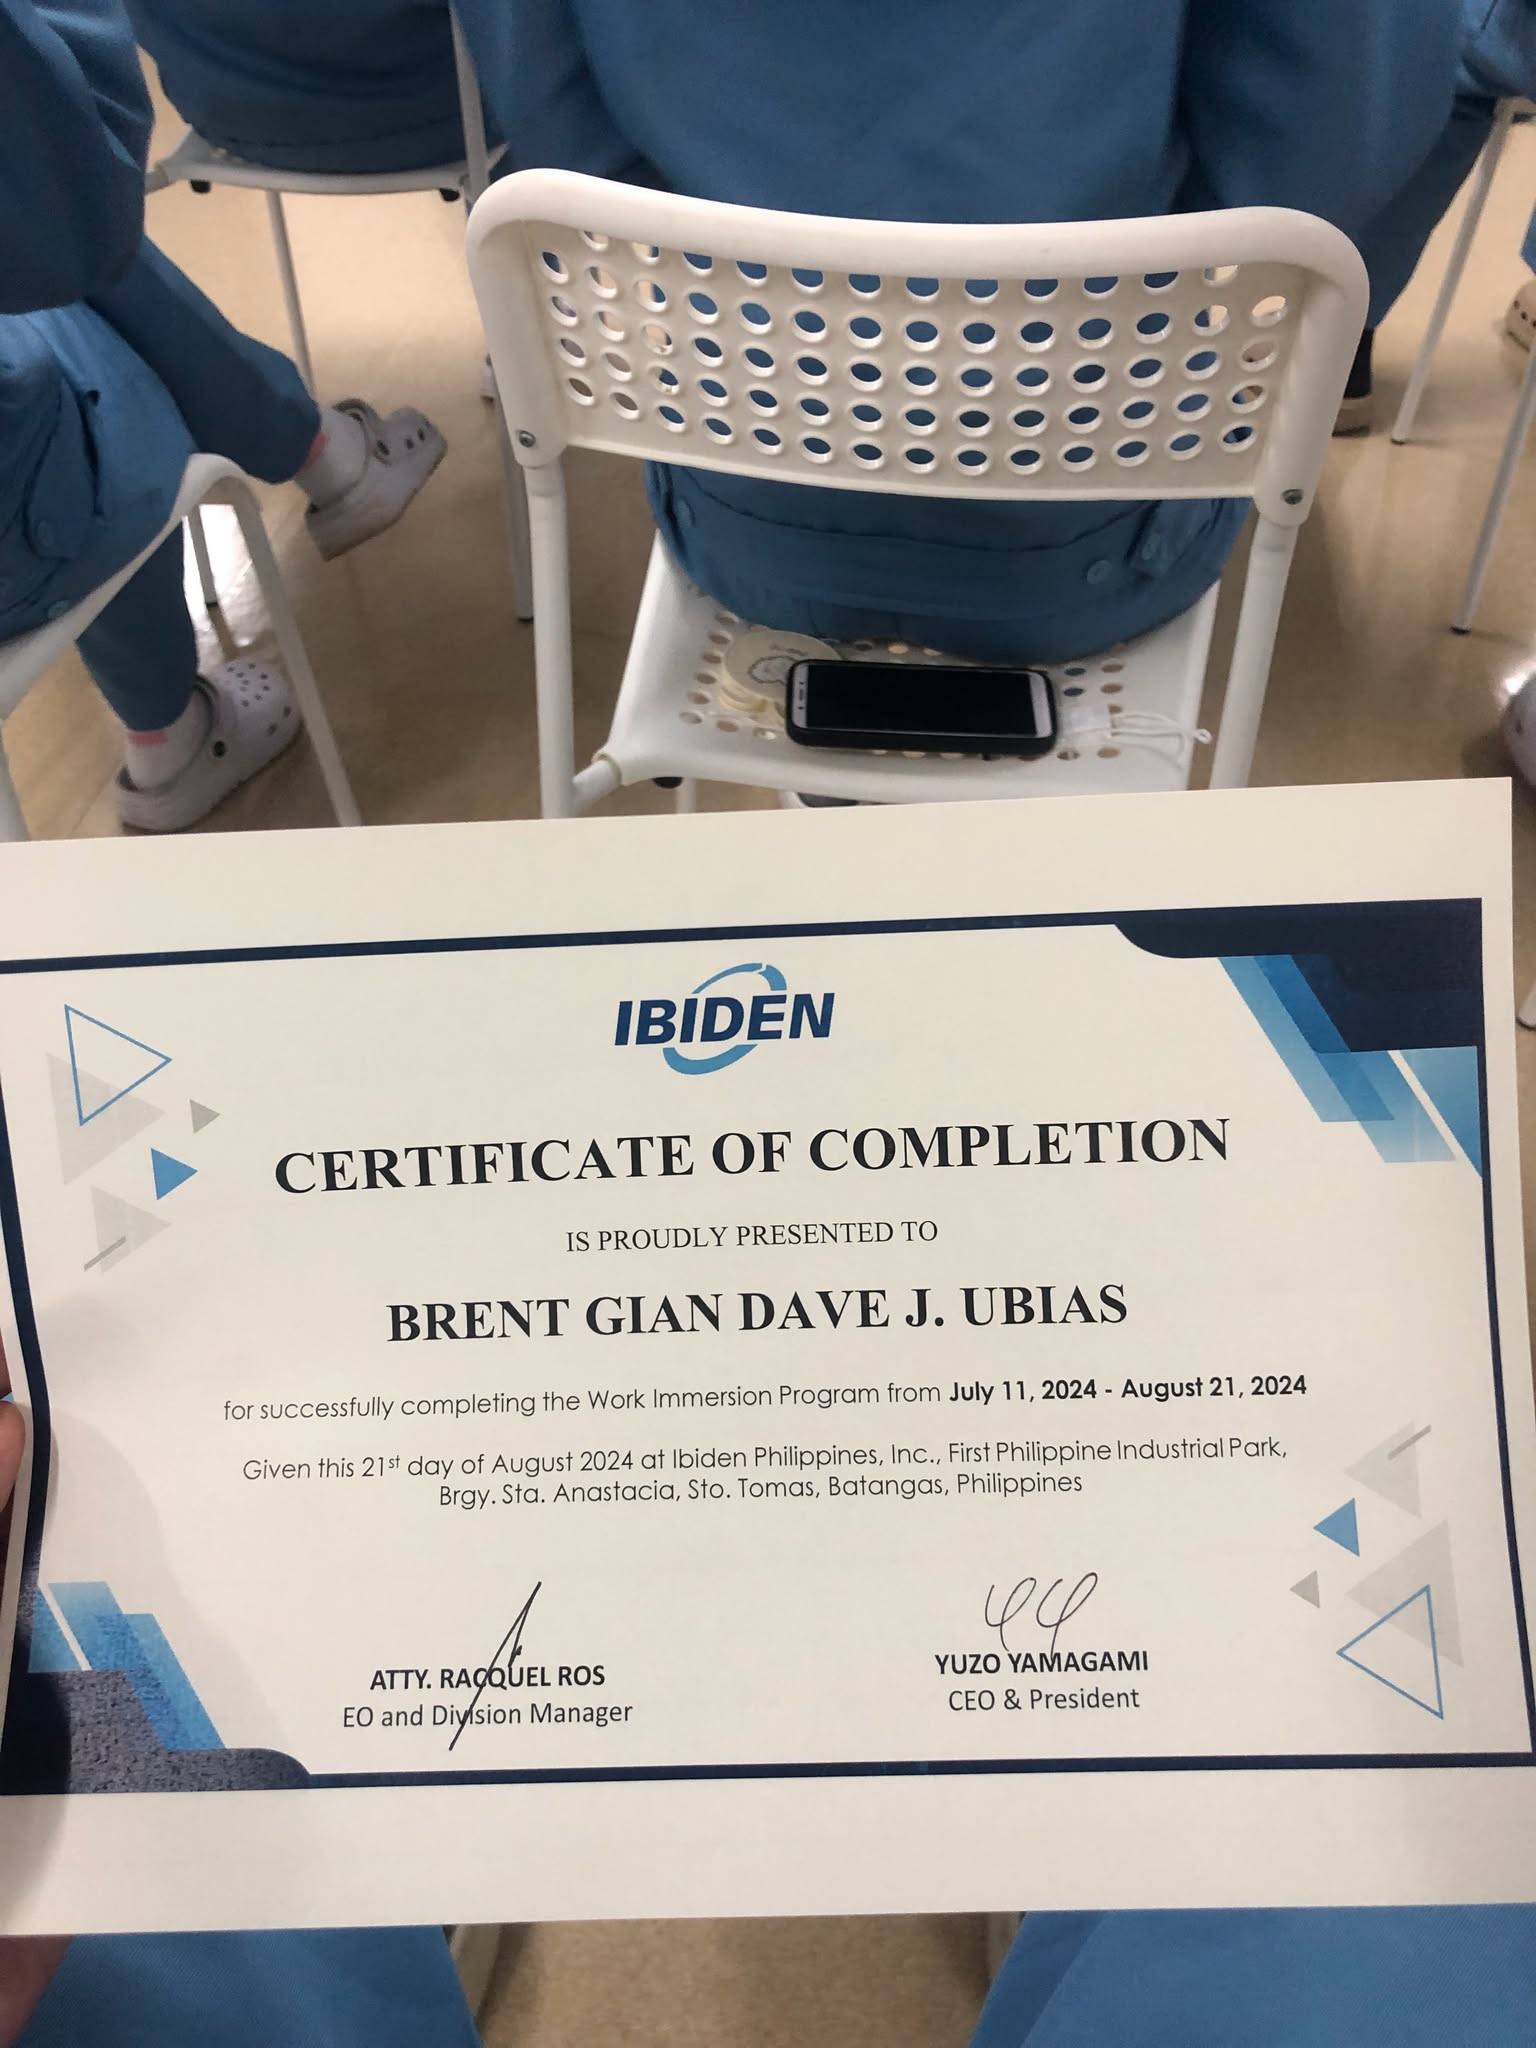 IBIDEN
CERTIFICATE OF COMPLETION
IS PROUDLY PRESENTED TO
BRENT GIAN DAVE J. UBIAS
for successfully completing the Work Immersion Program from July 11, 2024 - August 21, 2024
Given this 21st day of August 2024 at Ibiden Philippines, Inc., First Philippine Industrial Park,
Brgy. Sta. Anastacia, Sto. Tomas, Batangas, Philippines
ATTY. RACQUEL ROS
EO and Division Manager
YUZO YAMAGAMI
CEO & President